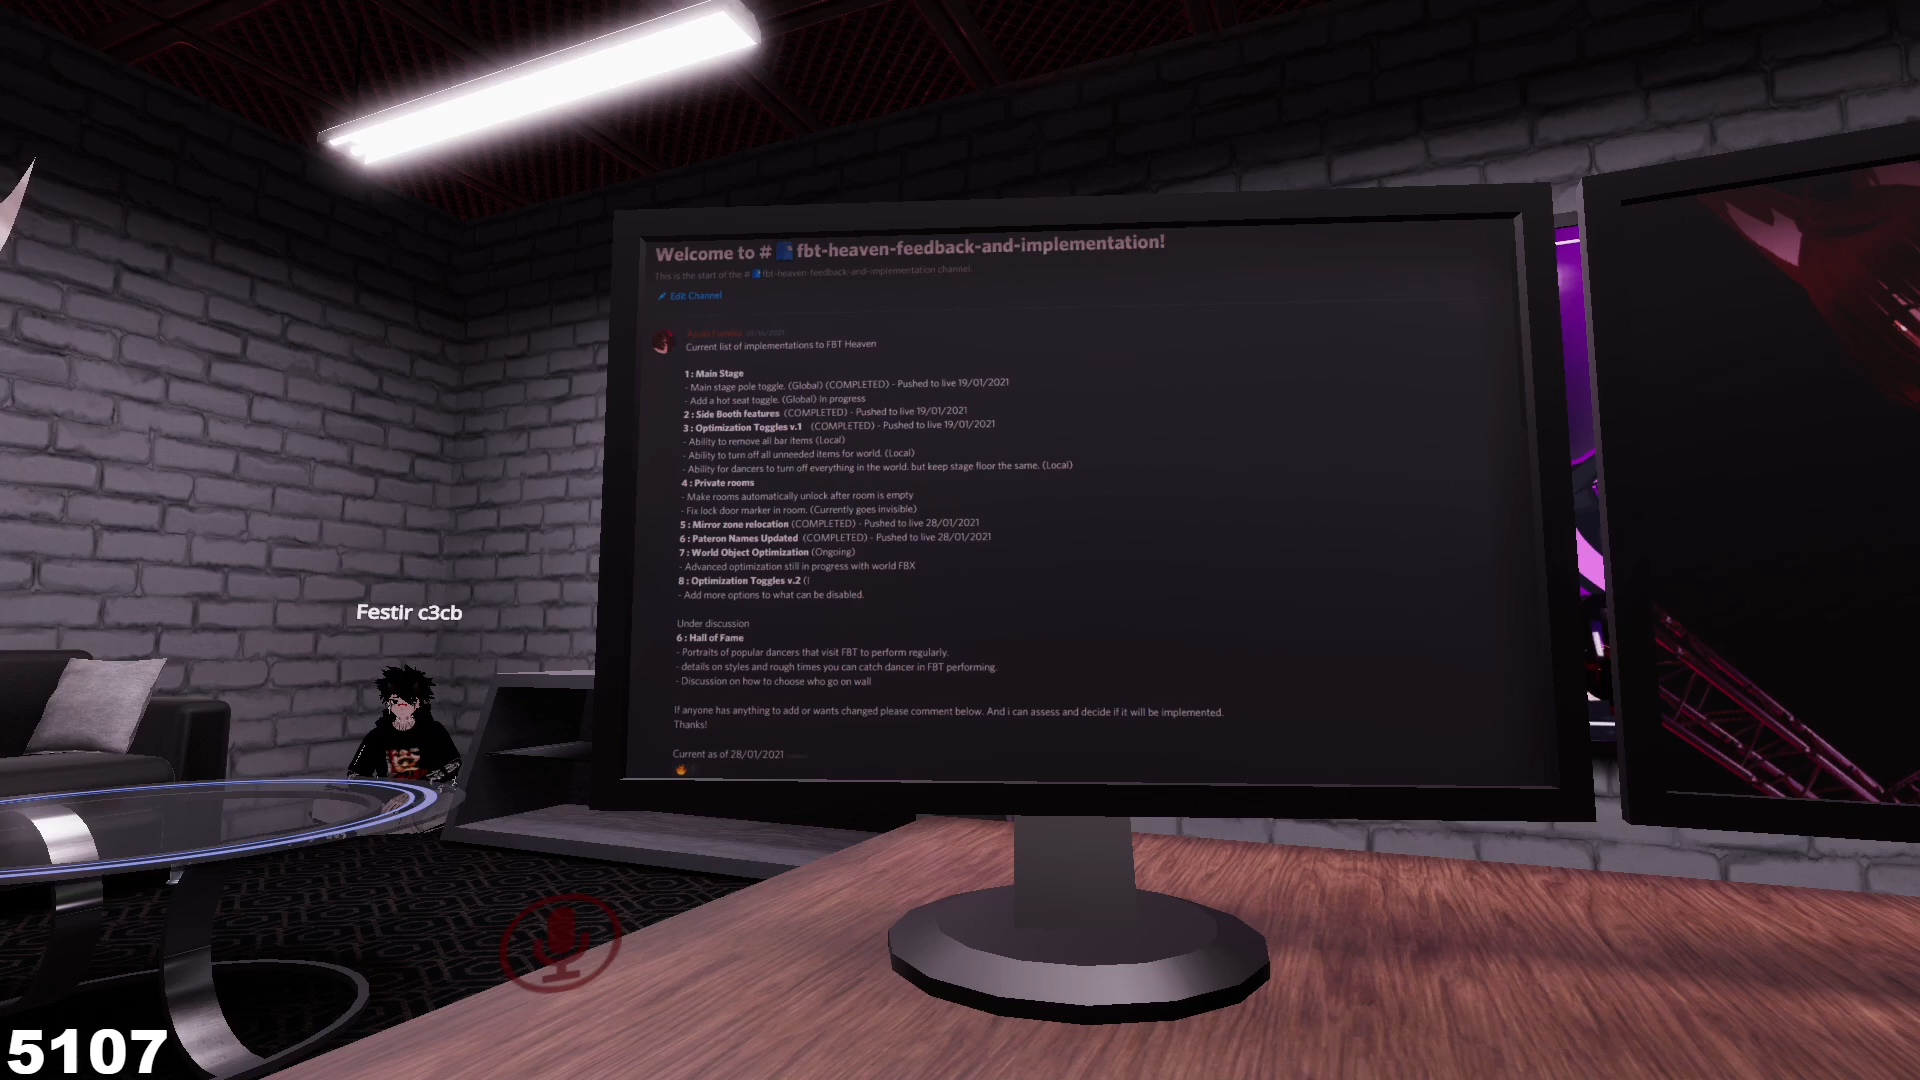 Welcome to # fbt-heaven-feedback-and-implementation!
This is the start of the # fbt-heaven-feedback-and-implementation channel.
Edit Channel
Current list of implementations to FBT Heaven
1 : Main Stage
- Main stage pole toggle. (Global) (COMPLETED) - Pushed to live 19/01/2021
- Add a hot seat toggle. (Global) In progress
2 : Side Booth features (COMPLETED) - Pushed to live 19/01/2021
3 : Optimization Toggles v.1 (COMPLETED) - Pushed to live 19/01/2021
- Ability to remove all bar items (Local)
- Ability to turn off all unneeded items for world. (Local)
- Ability for dancers to turn off everything in the world. but keep stage floor the same. (Local)
4 : Private rooms
- Make rooms automatically unlock after room is empty
- Fix lock door marker in room. (Currently goes invisible)
5 : Mirror zone relocation (COMPLETED) - Pushed to live 28/01/2021
6 : Pateron Names Updated (COMPLETED) - Pushed to live 28/01/2021
7 : World Object Optimization (Ongoing)
- Advanced optimization still in progress with world FBX
8 : Optimization Toggles v.2 ()
- Add more options to what can be disabled.
Under discussion
6 : Hall of Fame
- Portraits of popular dancers that visit FBT to perform regularly.
- details on styles and rough times you can catch dancer in FBT performing.
- Discussion on how to choose who go on wall
If anyone has anything to add or wants changed please comment below. And i can assess and decide if it will be implemented.
Thanks!
Current as of 28/01/2021
Festir c3cb
5107